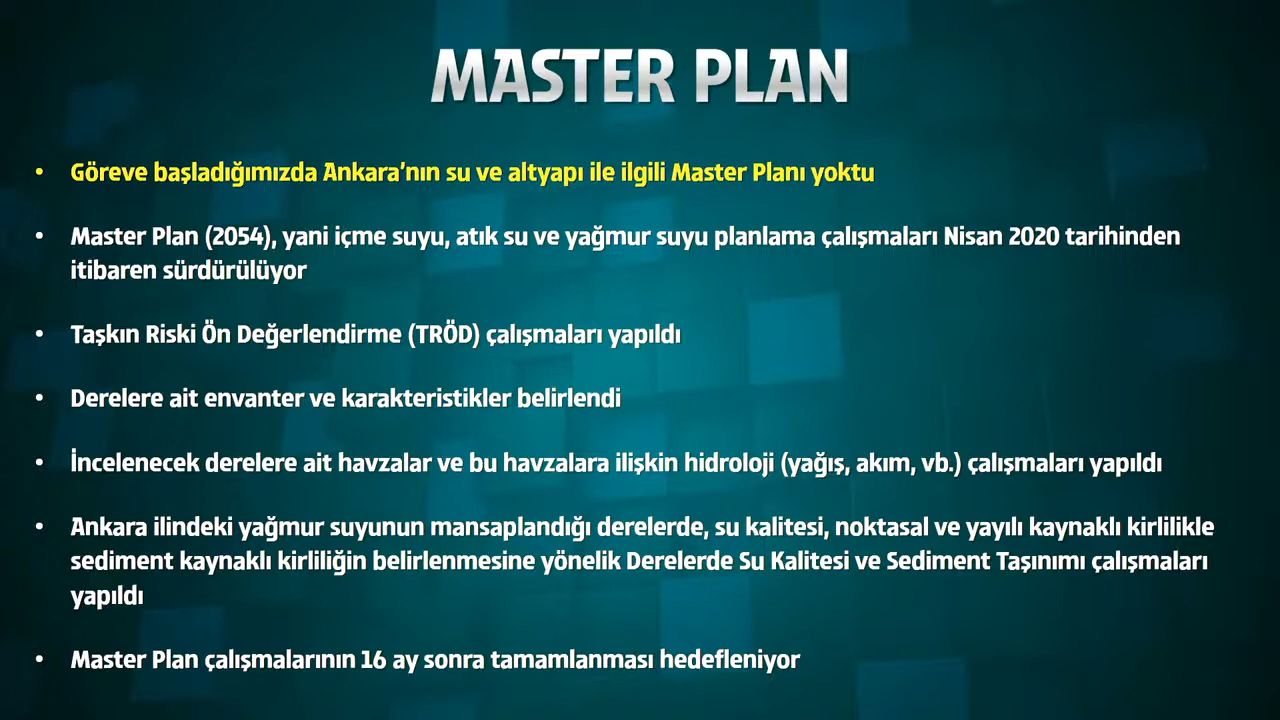 MASTER PLAN
• Göreve başladığımızda Ankara'nın su ve altyapı ile ilgili Master Planı yoktu
• Master Plan (2054), yani içme suyu, atık su ve yağmur suyu planlama çalışmaları Nisan 2020 tarihinden
itibaren sürdürülüyor
• Taşkın Riski Ön Değerlendirme (TRÖD) çalışmaları yapıldı
• Derelere ait envanter ve karakteristikler belirlendi
• İncelenecek derelere ait havzalar ve bu havzalara ilişkin hidroloji (yağış, akım, vb.) çalışmaları yapıldı
• Ankara ilindeki yağmur suyunun mansaplandığı derelerde, su kalitesi, noktasal ve yayılı kaynaklı kirlilikle
sediment kaynaklı kirliliğin belirlenmesine yönelik Derelerde Su Kalitesi ve Sediment Taşınımı çalışmaları
yapıldı
• Master Plan çalışmalarının 16 ay sonra tamamlanması hedefleniyor